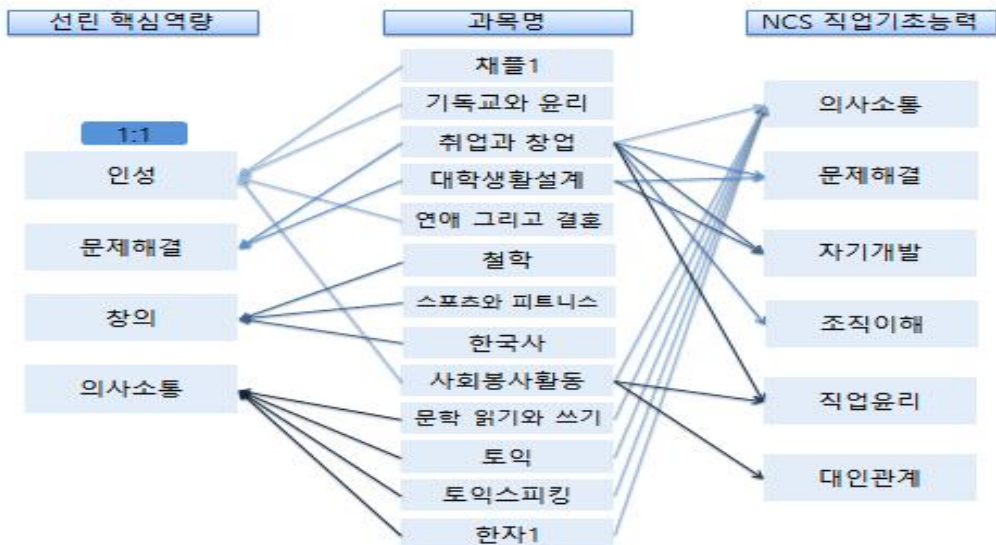 선린 핵심역량
과목명
NCS 직업기초능력
1:1
인성
문제해결
창의
의사소통
채플1
기독교와 윤리
취업과 창업
대학생활설계
연애 그리고 결혼
철학
스포츠와 피트니스
한국사
사회봉사활동
문학 읽기와 쓰기
토익
토익스피킹
한자1
의사소통
문제해결
자기개발
조직이해
직업윤리
대인관계